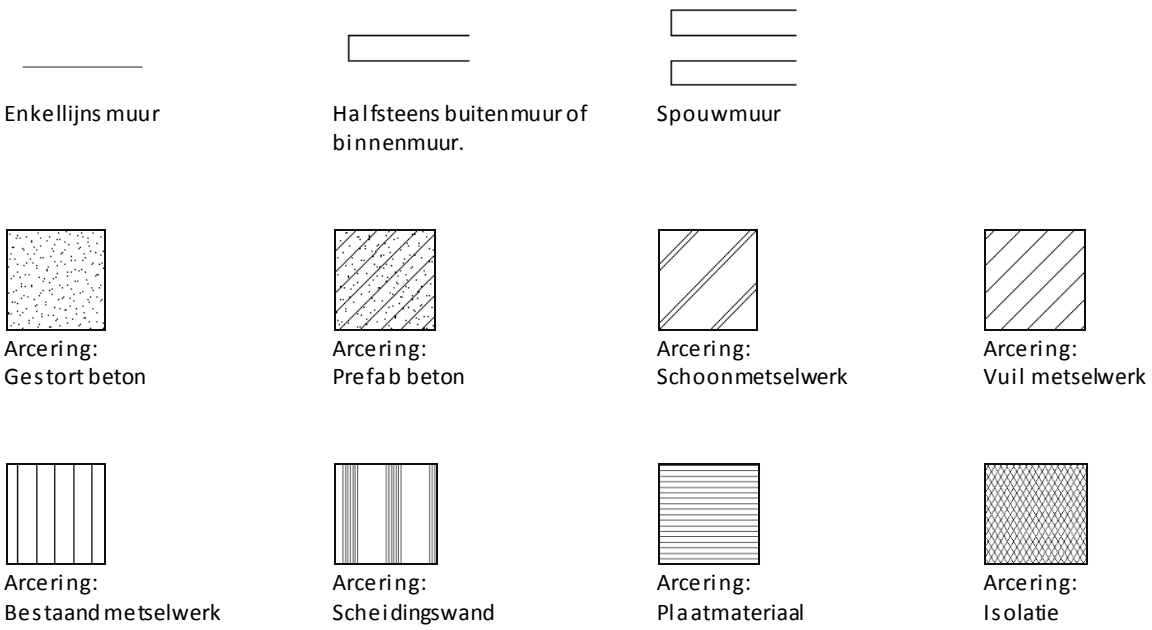 Enkellijns muur
Halfsteens buitenmuur of
binnenmuur.
Spouwmuur
Arcering:
Gestort beton
Arcering:
Prefab beton
Arcering:
Schoonmetselwerk
Arcering:
Vuil metselwerk
Arcering:
Bestaand metselwerk
Arcering:
Scheidingswand
Arcering:
Plaatmateriaal
Arcering:
Isolatie